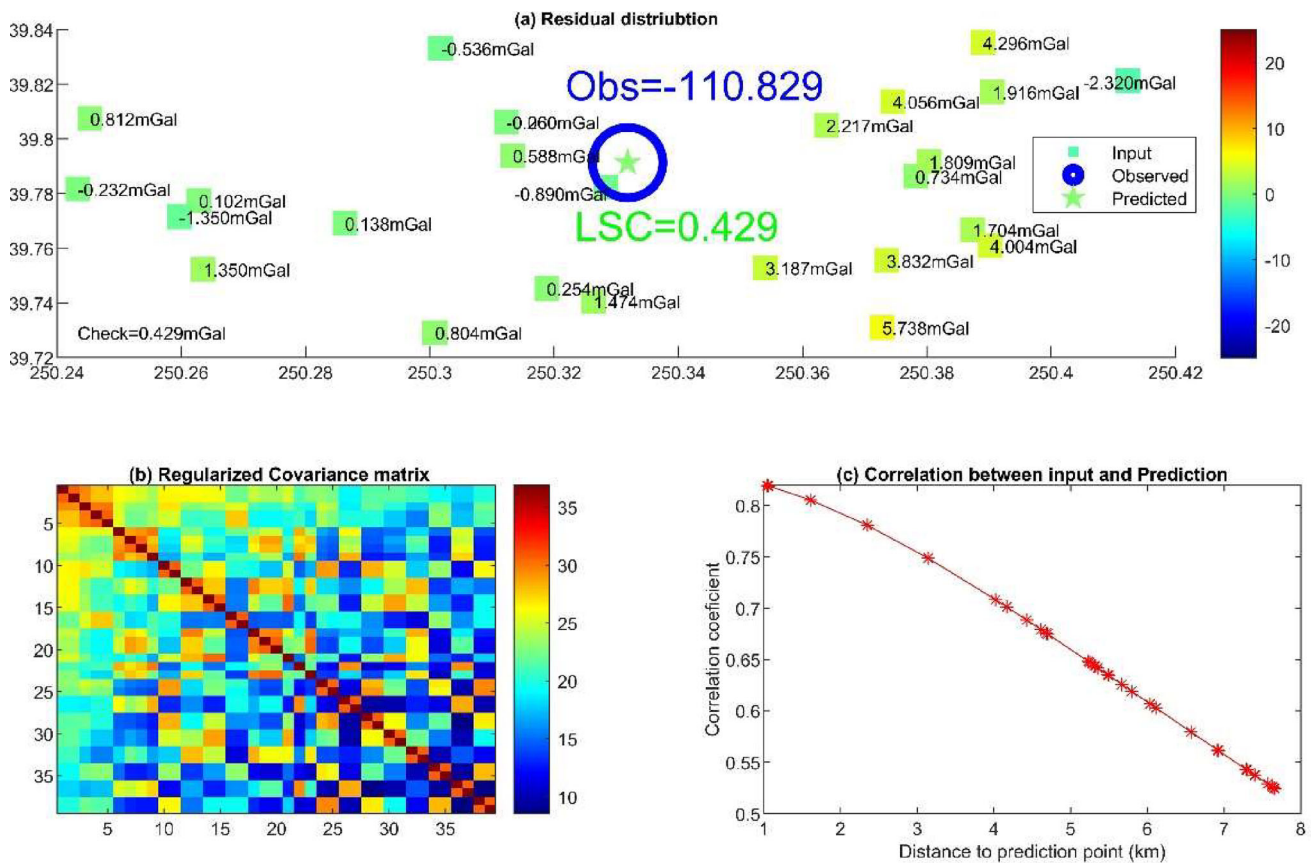 (a) Residual distriubtion
39.84
39.82
39.8
39.78
39.76
39.74
39.72
250.24
250.26
250.28
250.3
250.32
250.34
250.36
250.38
250.4
250.42
-0.536mGal
4.296mGal
-2.320mGal
1.916mGal
4.056mGal
0.812mGal
Obs=-110.829
2.217mGal
0.588mGal
1.809mGal
0.734mGal
-0.232mGal
-0.890mGal
0.102mGal
-1.350mGal
0.138mGal
LSC=0.429
1.704mGal
4.004mGal
1.350mGal
3.187mGal
3.832mGal
0.254mGal
1.474mGal
Check=0.429mGal
0.804mGal
5.738mGal
Input
Observed
Predicted
20
10
0
-10
-20
(b) Regularized Covariance matrix
5
10
15
20
25
30
35
5
10
15
20
25
30
35
35
30
25
20
15
10
(c) Correlation between input and Prediction
Correlation coeficient
0.8
0.75
0.7
0.65
0.6
0.55
0.5
1
2
3
4
5
6
7
8
Distance to prediction point (km)